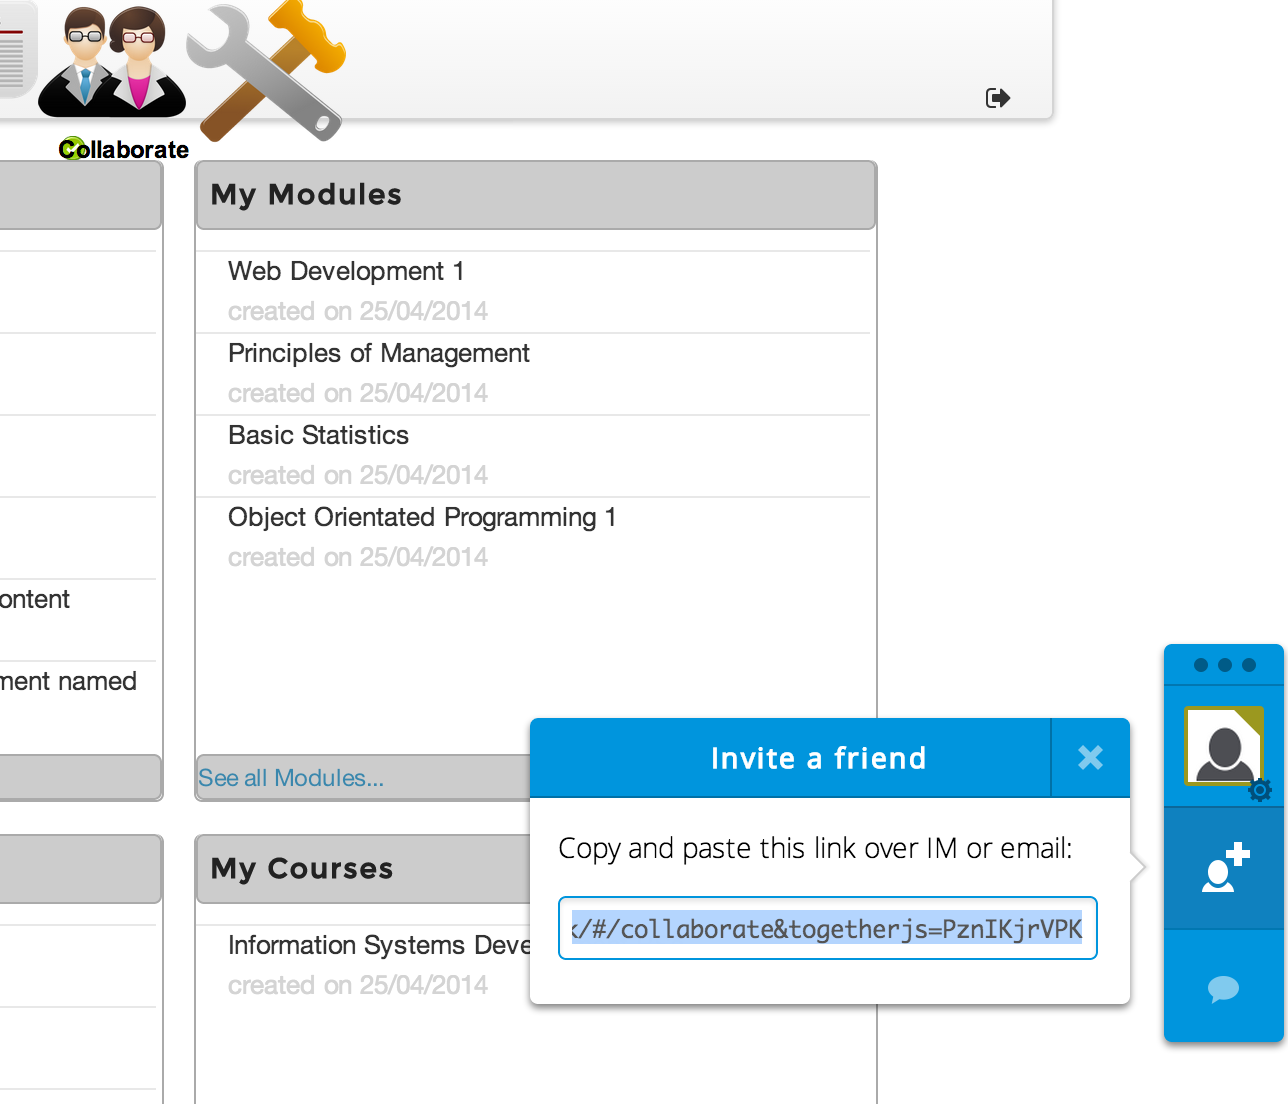 Collaborate
My Modules
Web Development 1
created on 25/04/2014
Principles of Management
created on 25/04/2014
Basic Statistics
created on 25/04/2014
Object Orientated Programming 1
created on 25/04/2014
ontent
ment named
See all Modules...
My Courses
Information Systems Deve
created on 25/04/2014
Invite a friend
Copy and paste this link over IM or email:
/#/collaborate&togetherjs=PznIKjrVPK